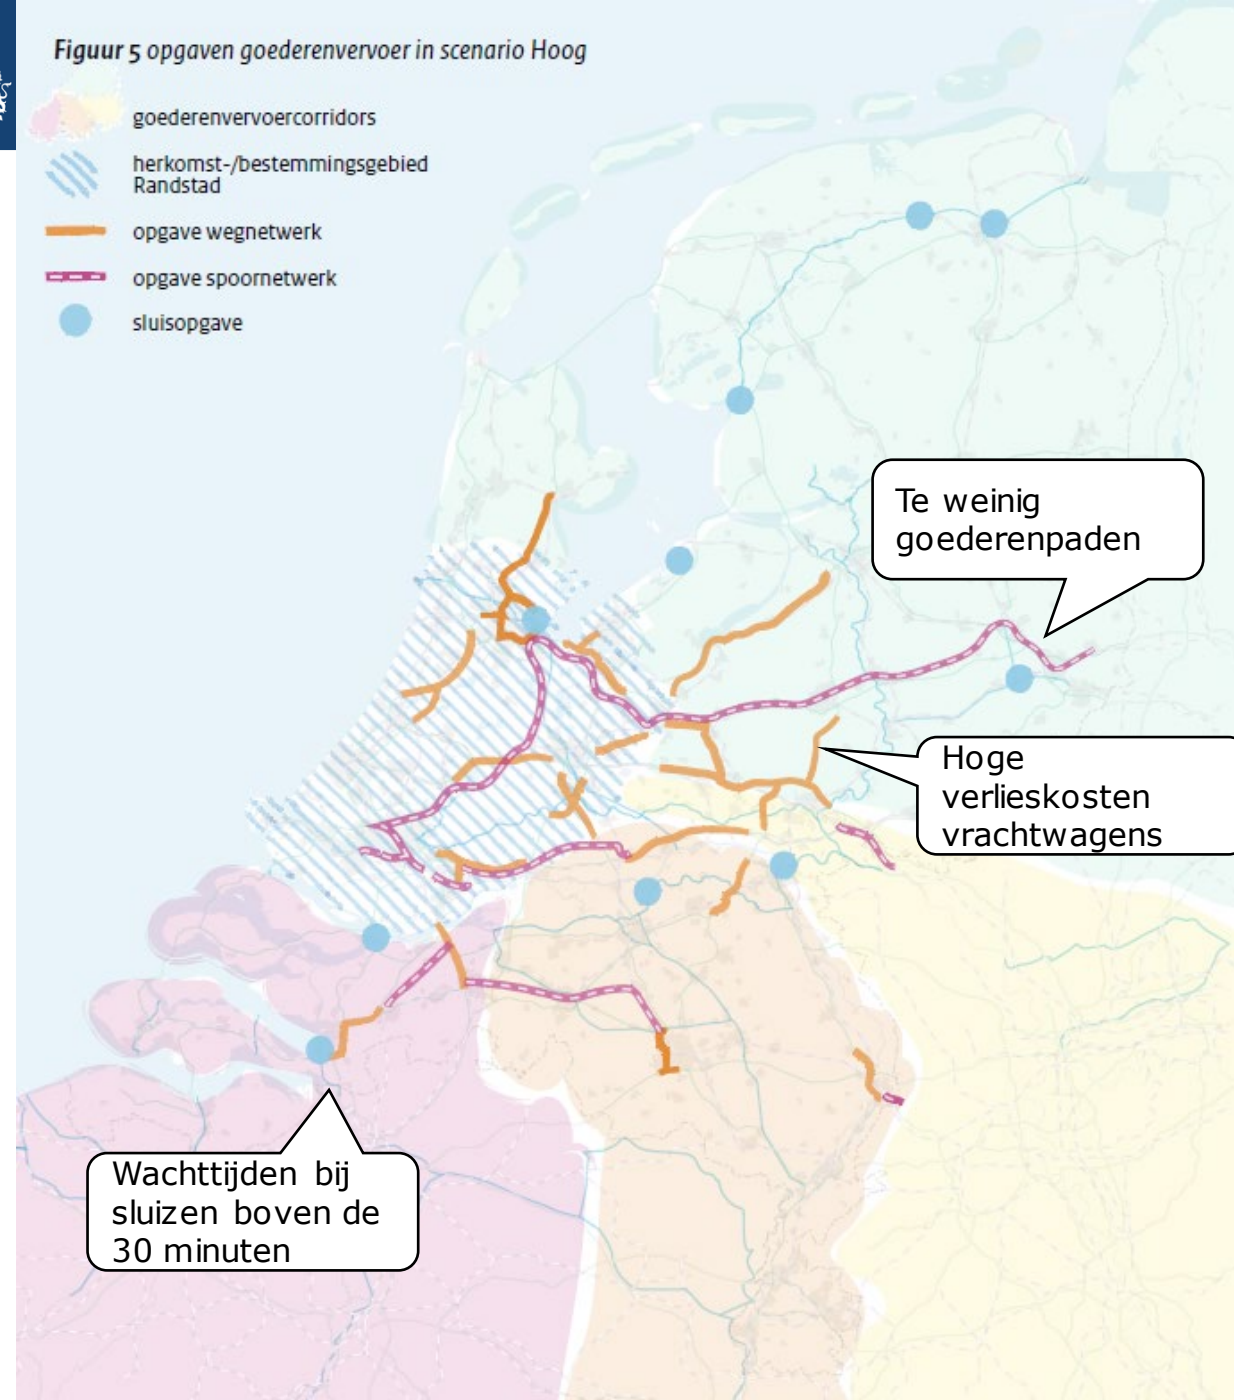 Figuur 5 opgaven goederenvervoer in scenario Hoog
goederenvervoercorridors
herkomst-/bestemmingsgebied
Randstad
opgave wegnetwerk
opgave spoornetwerk
sluisopgave
Te weinig
goederenpaden
Hoge
verlieskosten
vrachtwagens
Wachttijden bij
sluizen boven de
30 minuten